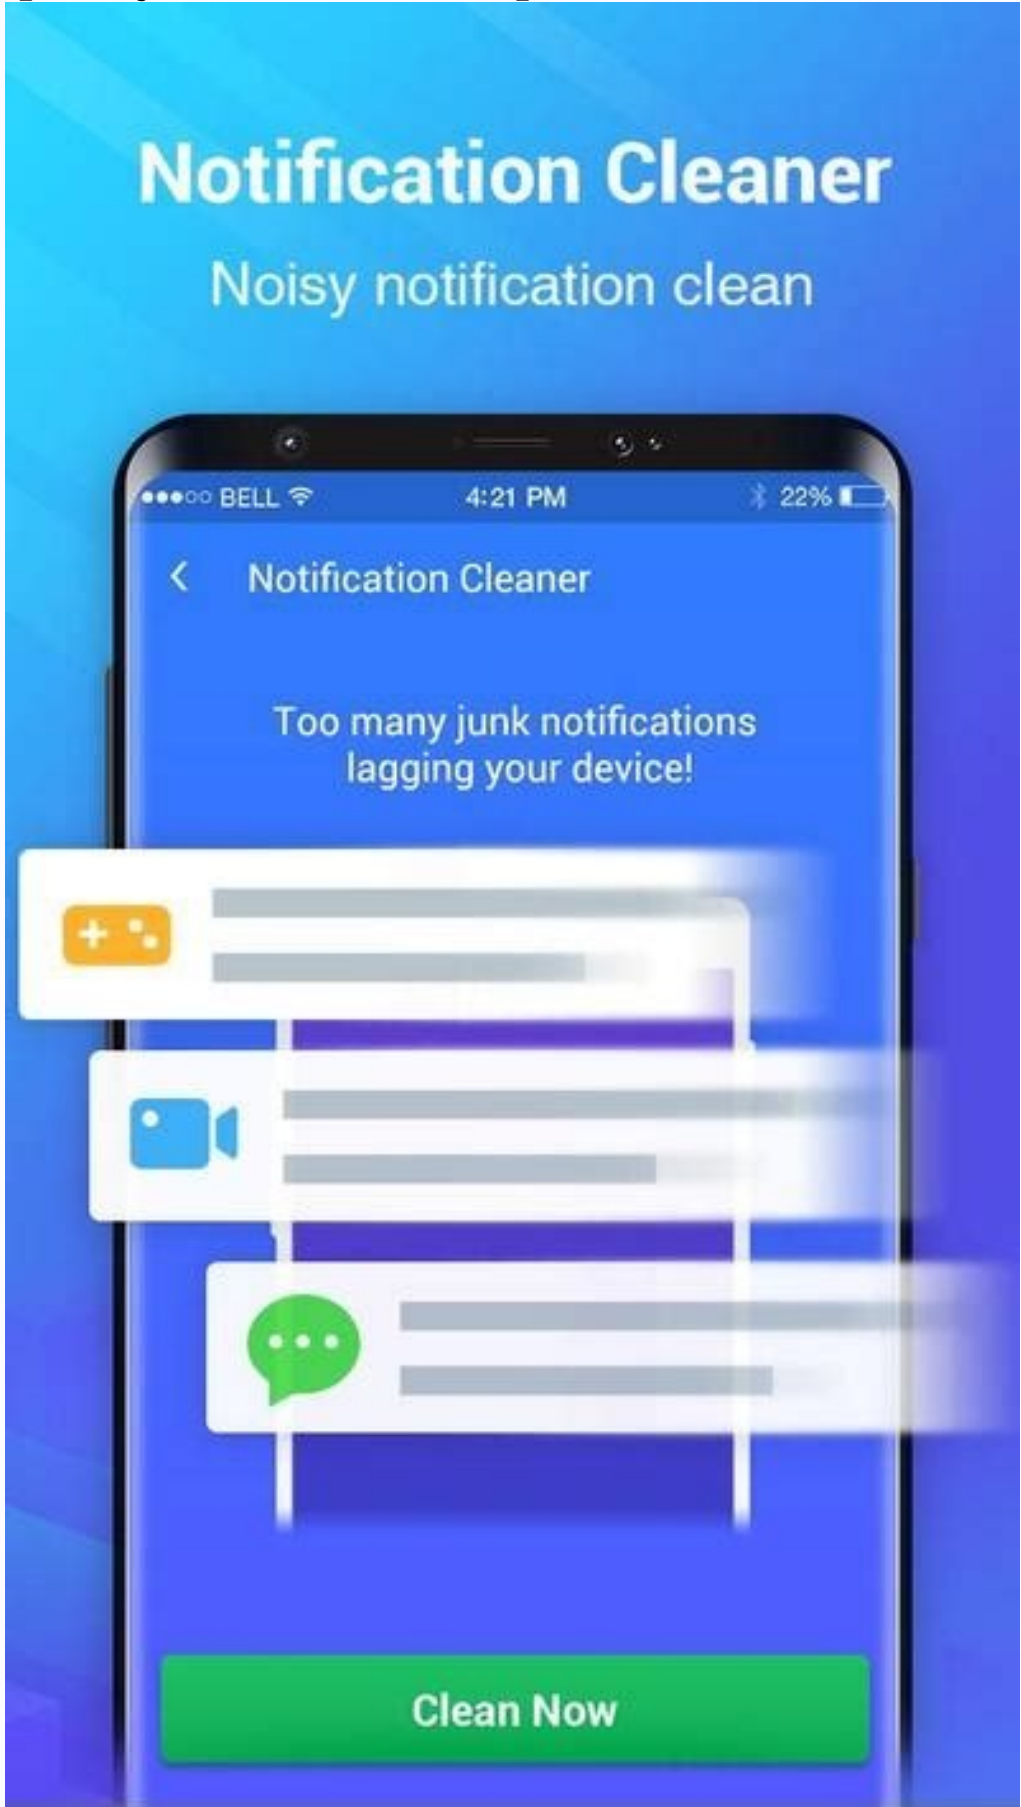 Notification Cleaner
Noisy notification clean
BELL 4:21 PM 22%
Notification Cleaner
Too many junk notifications
lagging your device!
Clean Now